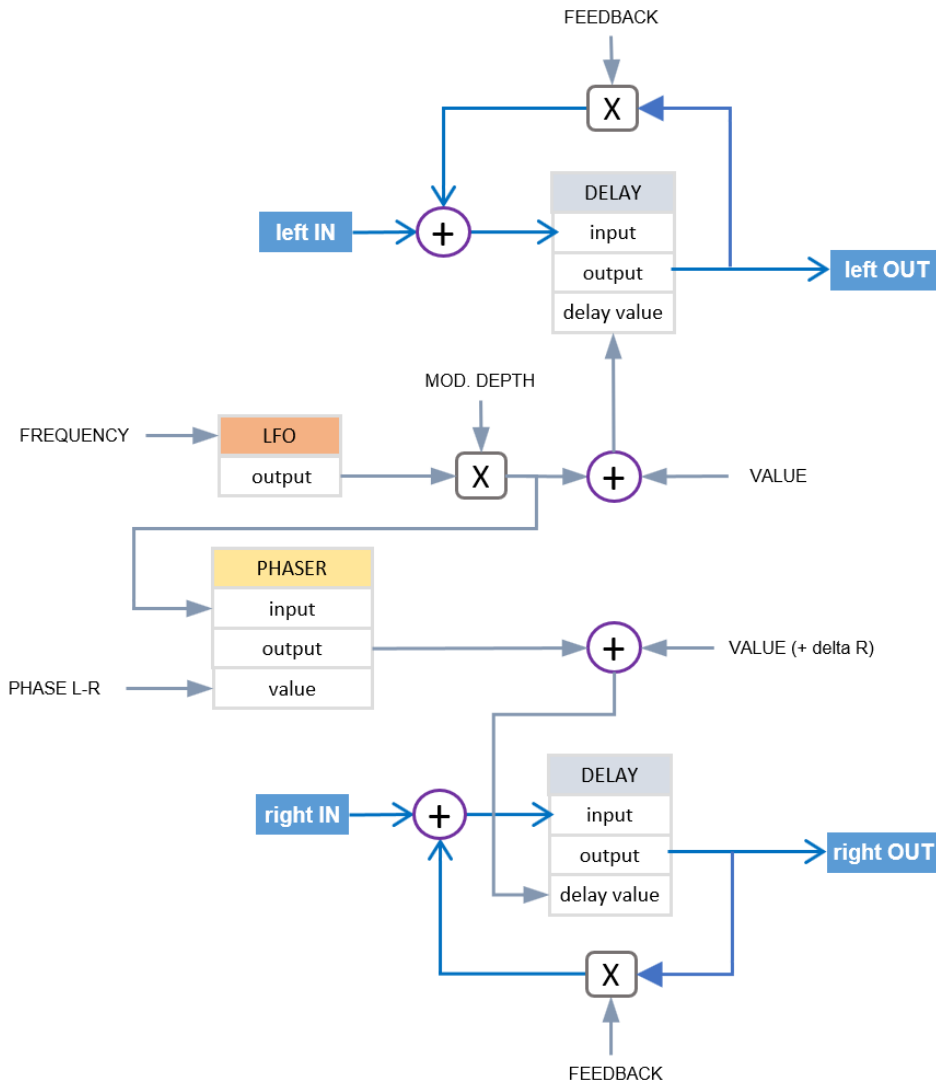 FEEDBACK
X
DELAY
left IN
+
input
output
left OUT
delay value
MOD. DEPTH
FREQUENCY
LFO
output
X
+
VALUE
PHASER
input
output
+
VALUE (+ delta R)
PHASE L-R
value
DELAY
right IN
+
input
output
right OUT
delay value
X
FEEDBACK